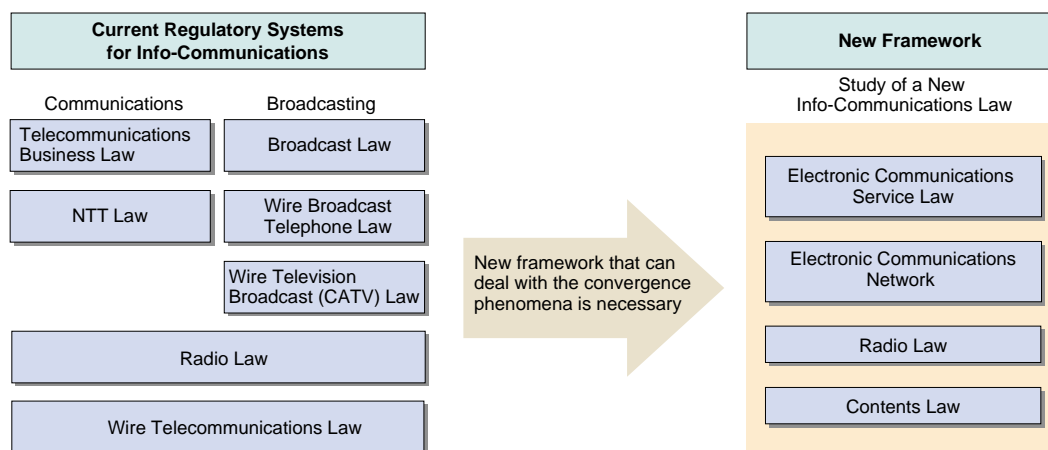 Current Regulatory Systems
for Info-Communications
Communications
Broadcasting
Telecommunications
Business Law
Broadcast Law
NTT Law
Wire Broadcast
Telephone Law
Wire Television
Broadcast (CATV) Law
Radio Law
Wire Telecommunications Law
New framework that can
deal with the convergence
phenomena is necessary
New Framework
Study of a New
Info-Communications Law
Electronic Communications
Service Law
Electronic Communications
Network
Radio Law
Contents Law